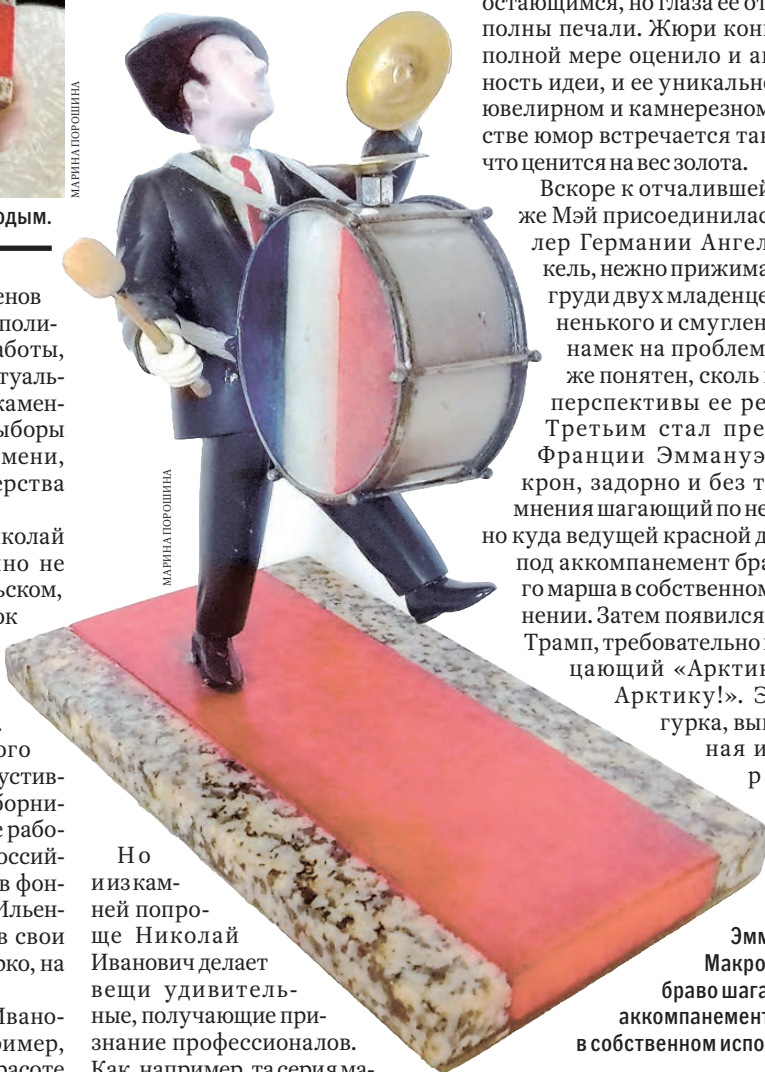 МАРИНА ПОРОШИНА
одым.
енов
поли-
аботы,
туаль-
камен-
ыборы
мени,
ерства
колай
но не
ьском,
ок
ого
устив-
борни-
е рабо-
оссий-
в фон-
Ильен-
в свои
рко, на
Ивано-
ример,
расоте
МАРИНА ПОРОШИНА
Но
и из кам-
ней попро-
ще Николай
Иванович делает
вещи удивитель-
ные, получающие при-
знание профессионалов.
Как, например, та серия ма-
остающимся, но глаза ее от
полны печали. Жюри кон
полной мере оценило и а
ность идеи, и ее уникальн
ювелирном и камнерезном
стве юмор встречается так
что ценится на вес золота.
Вскоре к отчалившей
же Мэй присоединилас
лер Германии Ангел
кель, нежно прижима
груди двух младенце
ненького и смуглен
намек на проблем
же понятен, сколь
перспективы ее ре
Третьим стал пре
Франции Эммануэ
крон, задорно и без т
мнения шагающий по не
но куда ведущей красной д
под аккомпанемент бра
го марша в собственном
нении. Затем появился
Трамп, требовательно
цающий «Арктик
Арктику!». Э
гурка, вы
ная и
р
Эмм
Макро
браво шага
аккомпанемент
в собственном испо